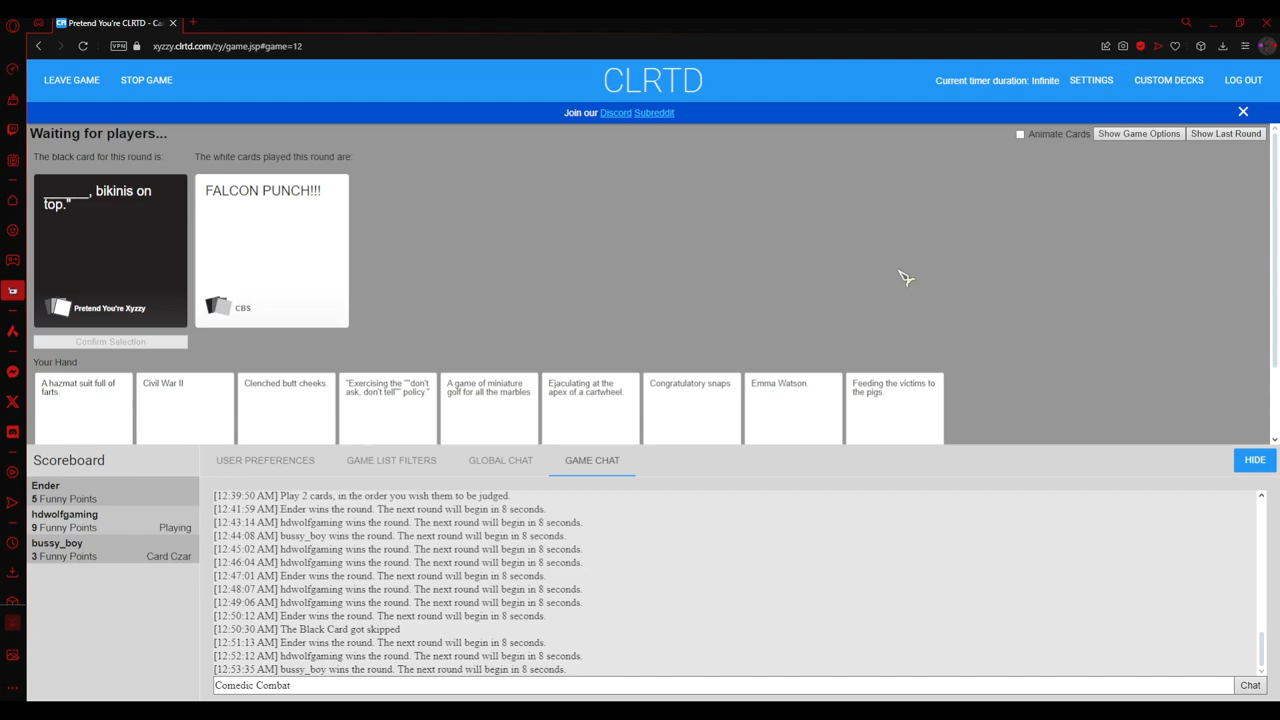 Pretend You're CLRTD - Ca
VPN
xyzzy.clrtd.com/zy/game.jsp#game=12
LEAVE GAME
STOP GAME
CLRTD
Current timer duration: Infinite
SETTINGS
CUSTOM DECKS
LOG OUT
Join our Discord Subreddit
Waiting for players...
Animate Cards
Show Game Options
Show Last Round
The black card for this round is:
The white cards played this round are:
______, bikinis on
top."
Pretend You're Xyzzy
FALCON PUNCH!!!
CBS
Confirm Selection
Your Hand
A hazmat suit full of
farts.
Civil War II
Clenched butt cheeks.
"Exercising the ""don't
ask, don't tell"" policy."
A game of miniature
golf for all the marbles
Ejaculating at the
apex of a cartwheel.
Congratulatory snaps
Emma Watson.
Feeding the victims to
the pigs.
Scoreboard
Ender
5 Funny Points
hdwolfgaming
9 Funny Points
Playing
bussy_boy
3 Funny Points
Card Czar
USER PREFERENCES
GAME LIST FILTERS
GLOBAL CHAT
GAME CHAT
HIDE
[12:39:50 AM] Play 2 cards, in the order you wish them to be judged.
[12:41:59 AM] Ender wins the round. The next round will begin in 8 seconds.
[12:43:14 AM] hdwolfgaming wins the round. The next round will begin in 8 seconds.
[12:44:08 AM] bussy_boy wins the round. The next round will begin in 8 seconds.
[12:45:02 AM] hdwolfgaming wins the round. The next round will begin in 8 seconds.
[12:46:04 AM] hdwolfgaming wins the round. The next round will begin in 8 seconds.
[12:47:01 AM] Ender wins the round. The next round will begin in 8 seconds.
[12:48:07 AM] hdwolfgaming wins the round. The next round will begin in 8 seconds.
[12:49:06 AM] hdwolfgaming wins the round. The next round will begin in 8 seconds.
[12:50:12 AM] Ender wins the round. The next round will begin in 8 seconds.
[12:50:30 AM] The Black Card got skipped
[12:51:13 AM] Ender wins the round. The next round will begin in 8 seconds.
[12:52:12 AM] hdwolfgaming wins the round. The next round will begin in 8 seconds.
[12:53:35 AM] bussy_boy wins the round. The next round will begin in 8 seconds.
Comedic Combat
Chat